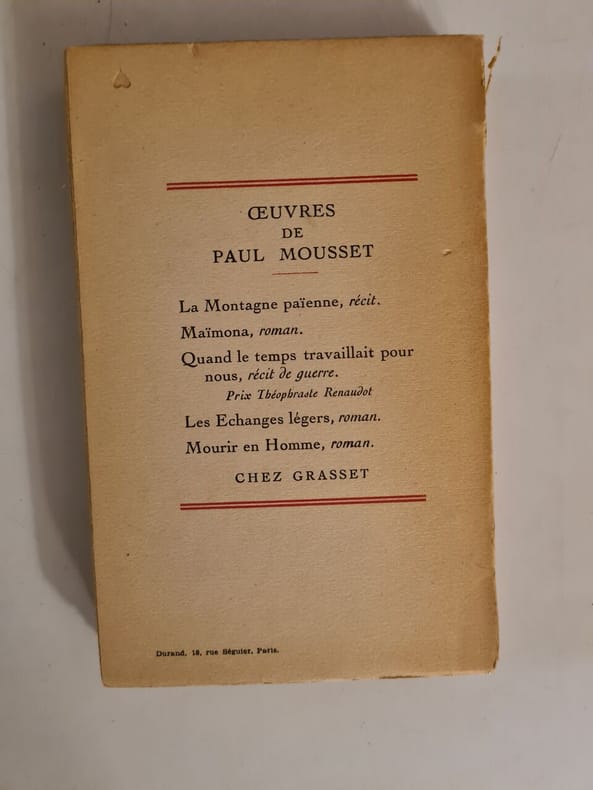 ŒUVRES
DE
PAUL MOUSSET
La Montagne païenne, récit.
Maïmona, roman.
Quand le temps travaillait pour
nous, récit de guerre.
Prix Théophraste Renaudot
Les Echanges légers, roman.
Mourir en Homme, roman.
CHEZ GRASSET
Durand, 18, rue Séguier, Paris.